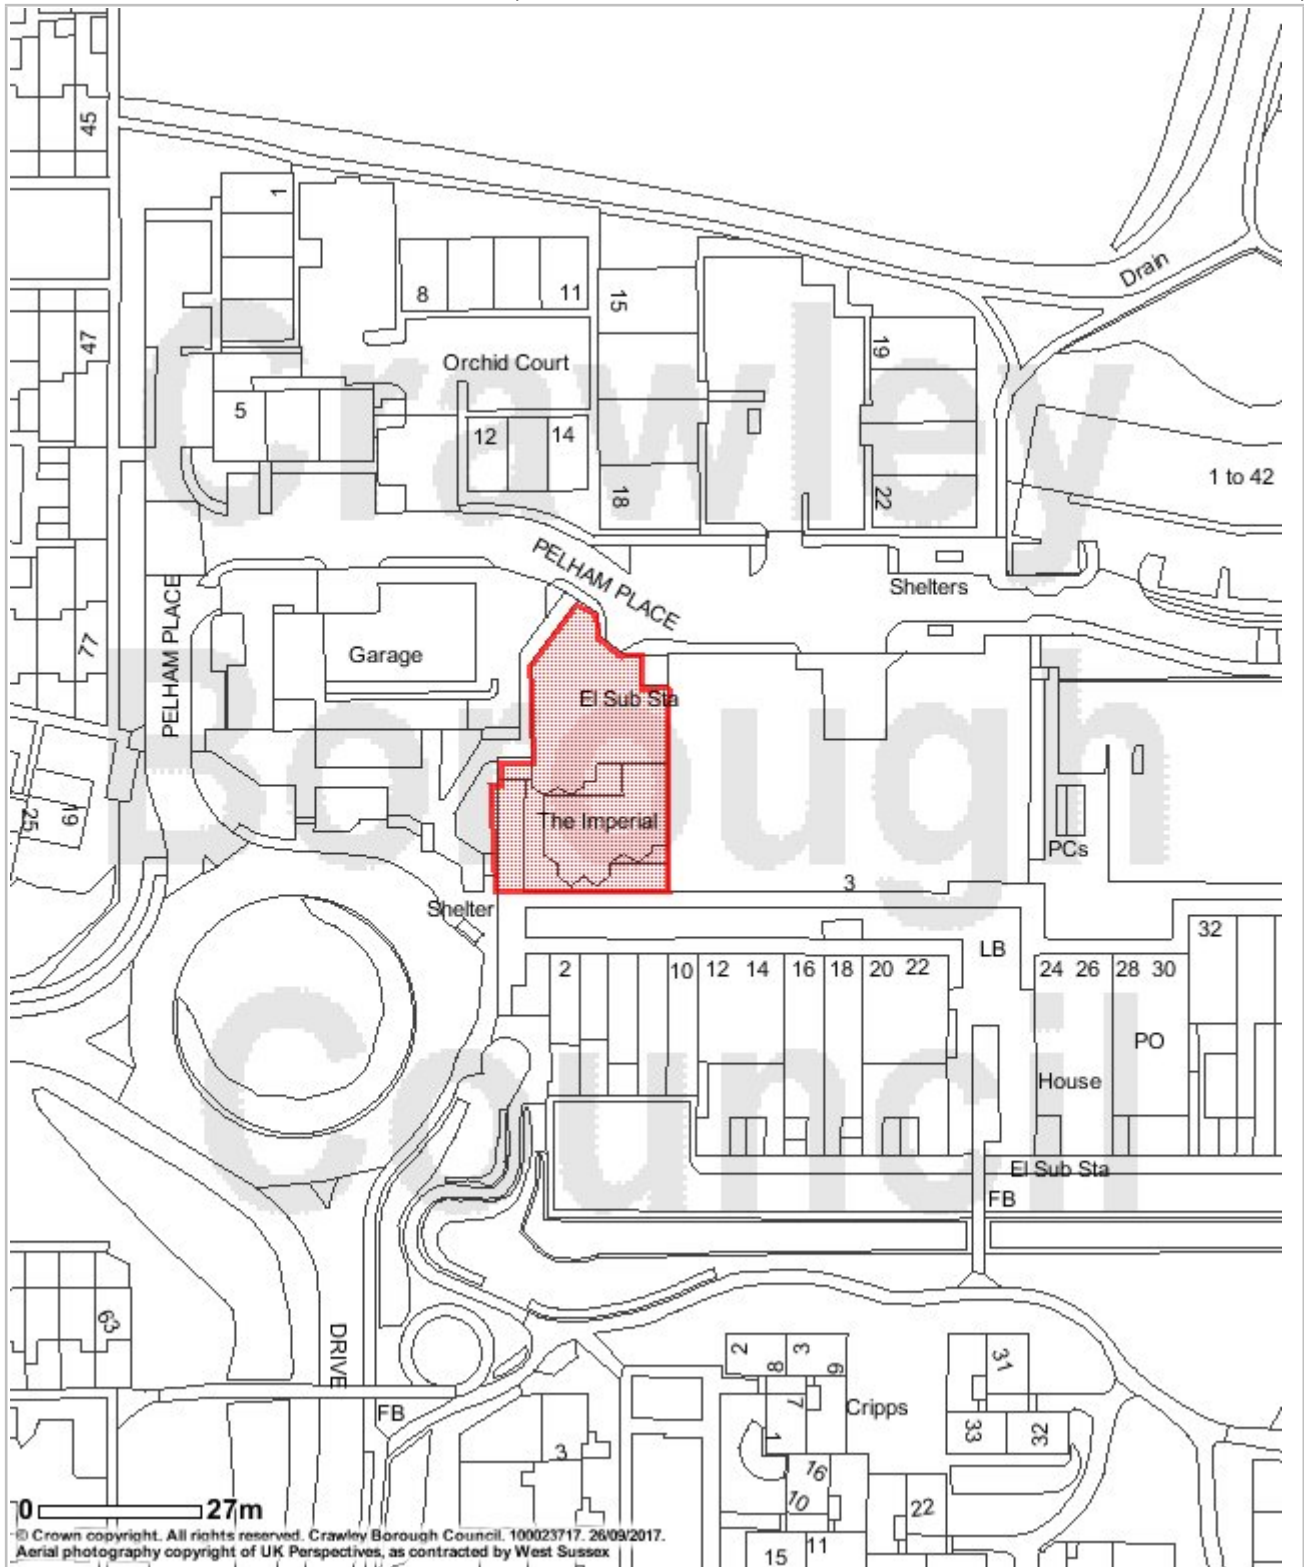 45
1
Drain
8
11
15
47
Orchid Court
19
5
12
14
1 to 42
18
22
Crawley
PELHAM PLACE
Shelters
PELHAM PLACE
77
Garage
El Sub Sta
Borough
25
19
The Imperial
PCs
3
Shelter
32
LB
2
10
12
14
16
18
20
22
24
26
28
30
PO
Council
House
El Sub Sta
FB
63
DRIVE
2
3
8
9
31
7
Cripps
FB
1
33
32
3
16
10
22
0
27m
11
15
© Crown copyright. All rights reserved. Crawley Borough Council. 100023717. 26/09/2017.
Aerial photography copyright of UK Perspectives, as contracted by West Sussex